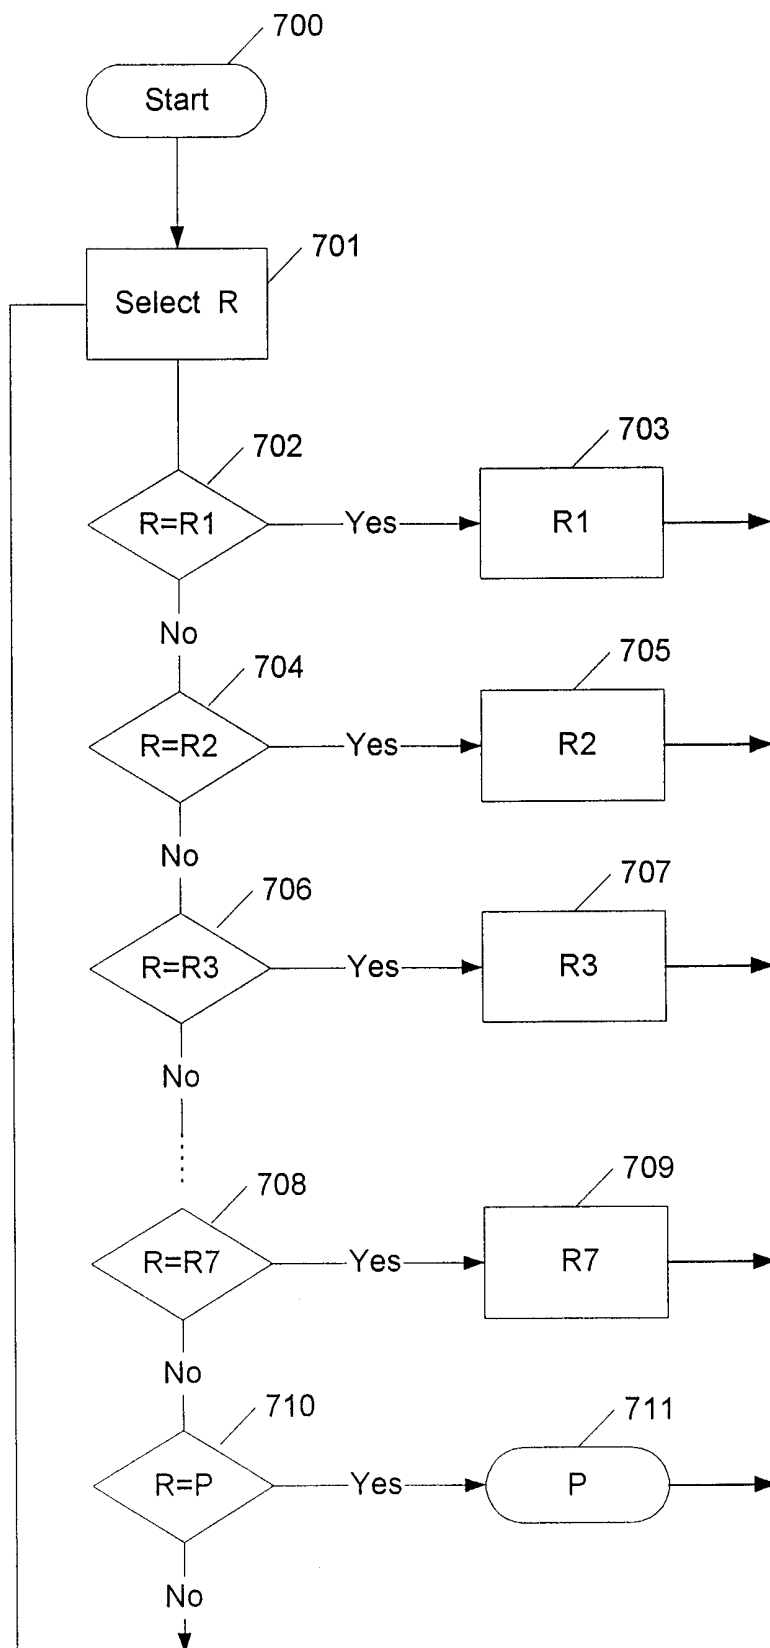 700
Start
701
Select R
702
703
R=R1
Yes
R1
No
704
705
R=R2
Yes
R2
No
706
707
R=R3
Yes
R3
No
708
709
R=R7
Yes
R7
No
710
711
R=P
Yes
P
No